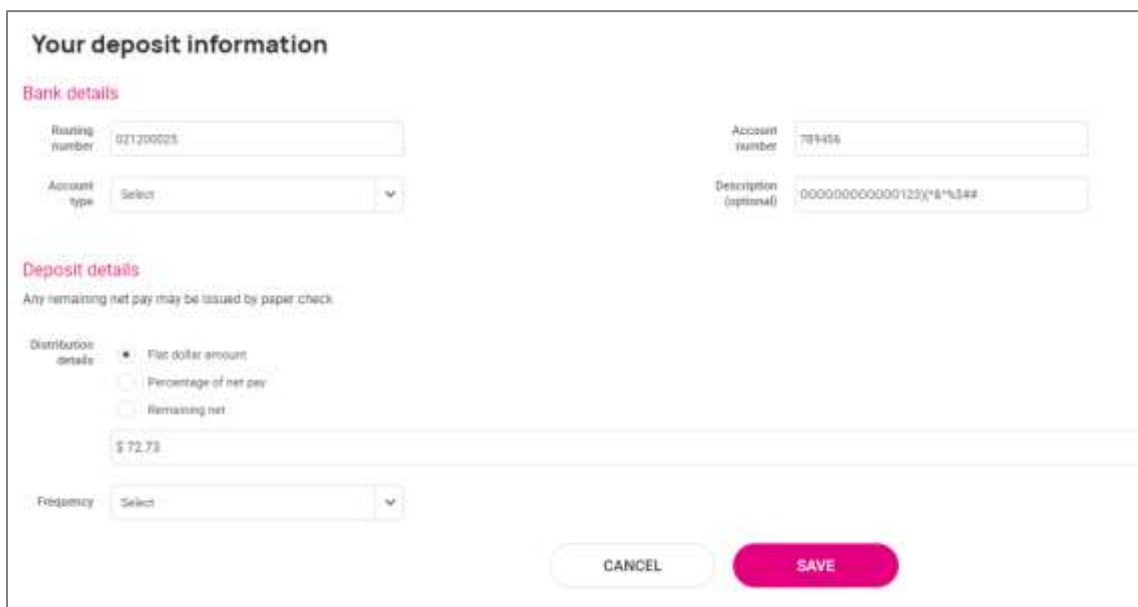 Your deposit information
Bank details
Routing number 021200025
Account number 789456
Account type Select
Description (optional) 000000000000123)(*&^%$##
Deposit details
Any remaining net pay may be issued by paper check
Distribution details
Flat dollar amount
Percentage of net pay
Remaining net
$ 72.73
Frequency Select
CANCEL SAVE